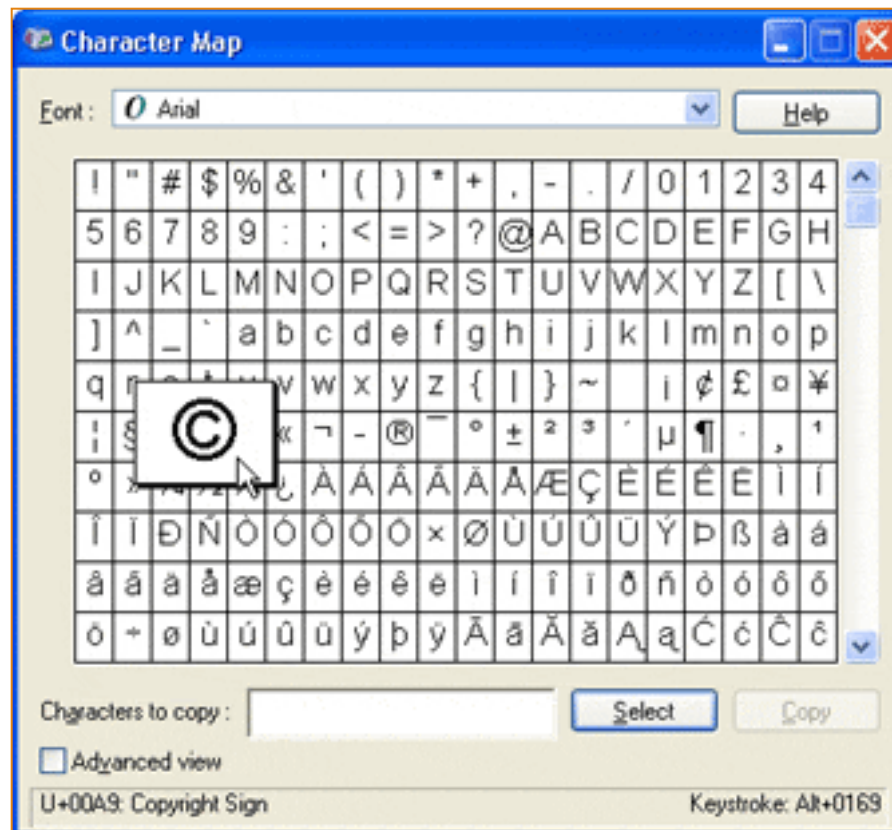 Character Map
Font : O Arial Help
! " # $ % & ' ( ) * + , - . / 0 1 2 3 4
5 6 7 8 9 : ; < = > ? @ A B C D E F G H
I J K L M N O P Q R S T U V W X Y Z [ \
] ^ _ ` a b c d e f g h i j k l m n o p
q v w x y z { | } ~ ¡ ¢ £ ¤ ¥
¦ § © « ¬ - ® ¯ ° ± ² ³ ´ µ ¶ · ¸ ¹
º » ¿ À Á Â Ã Ä Å Æ Ç È É Ê Ë Ì Í
Î Ï Ð Ñ Ò Ó Ô Õ Ö × Ø Ù Ú Û Ü Ý Þ ß à á
â ã ä å æ ç è é ê ë ì í î ï ð ñ ò ó ô õ
ö ÷ ø ù ú û ü ý þ ÿ Ā ā Ă ă Ą ą Ć ć Ĉ ĉ
Characters to copy : Select Copy
Advanced view
U+00A9: Copyright Sign Keystroke: Alt+0169